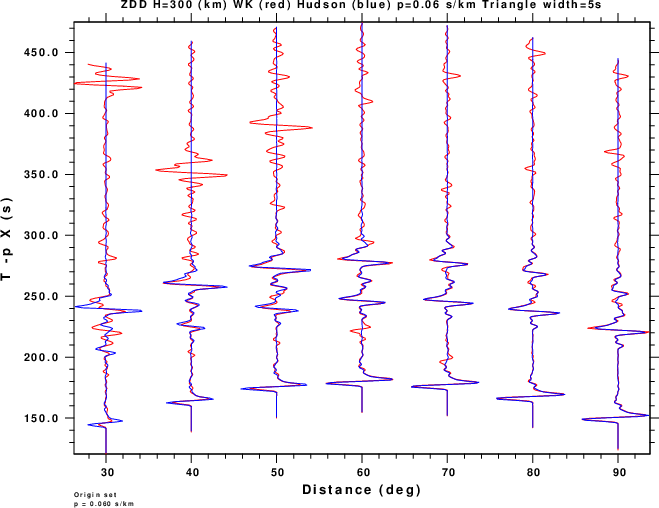 ZDD H=300 (km) WK (red) Hudson (blue) p=0.06 s/km Triangle width=5s
450.0
400.0
350.0
300.0
250.0
200.0
150.0
T -p X (s)
30 40 50 60 70 80 90
Distance (deg)
Origin set
p = 0.060 s/km